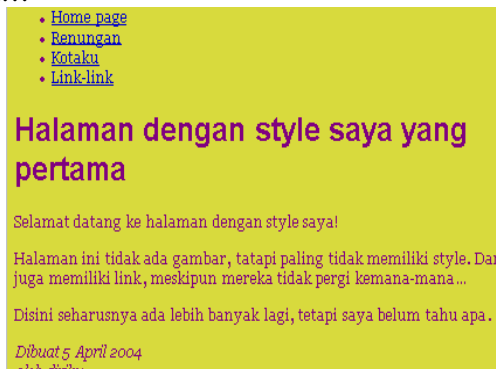 ...
Home page
Renungan
Kotaku
Link-link
Halaman dengan style saya yang
pertama
Selamat datang ke halaman dengan style saya!
Halaman ini tidak ada gambar, tatapi paling tidak memiliki style. Dan
juga memiliki link, meskipun mereka tidak pergi kemana-mana...
Disini seharusnya ada lebih banyak lagi, tetapi saya belum tahu apa.
Dibuat 5 April 2004
oleh